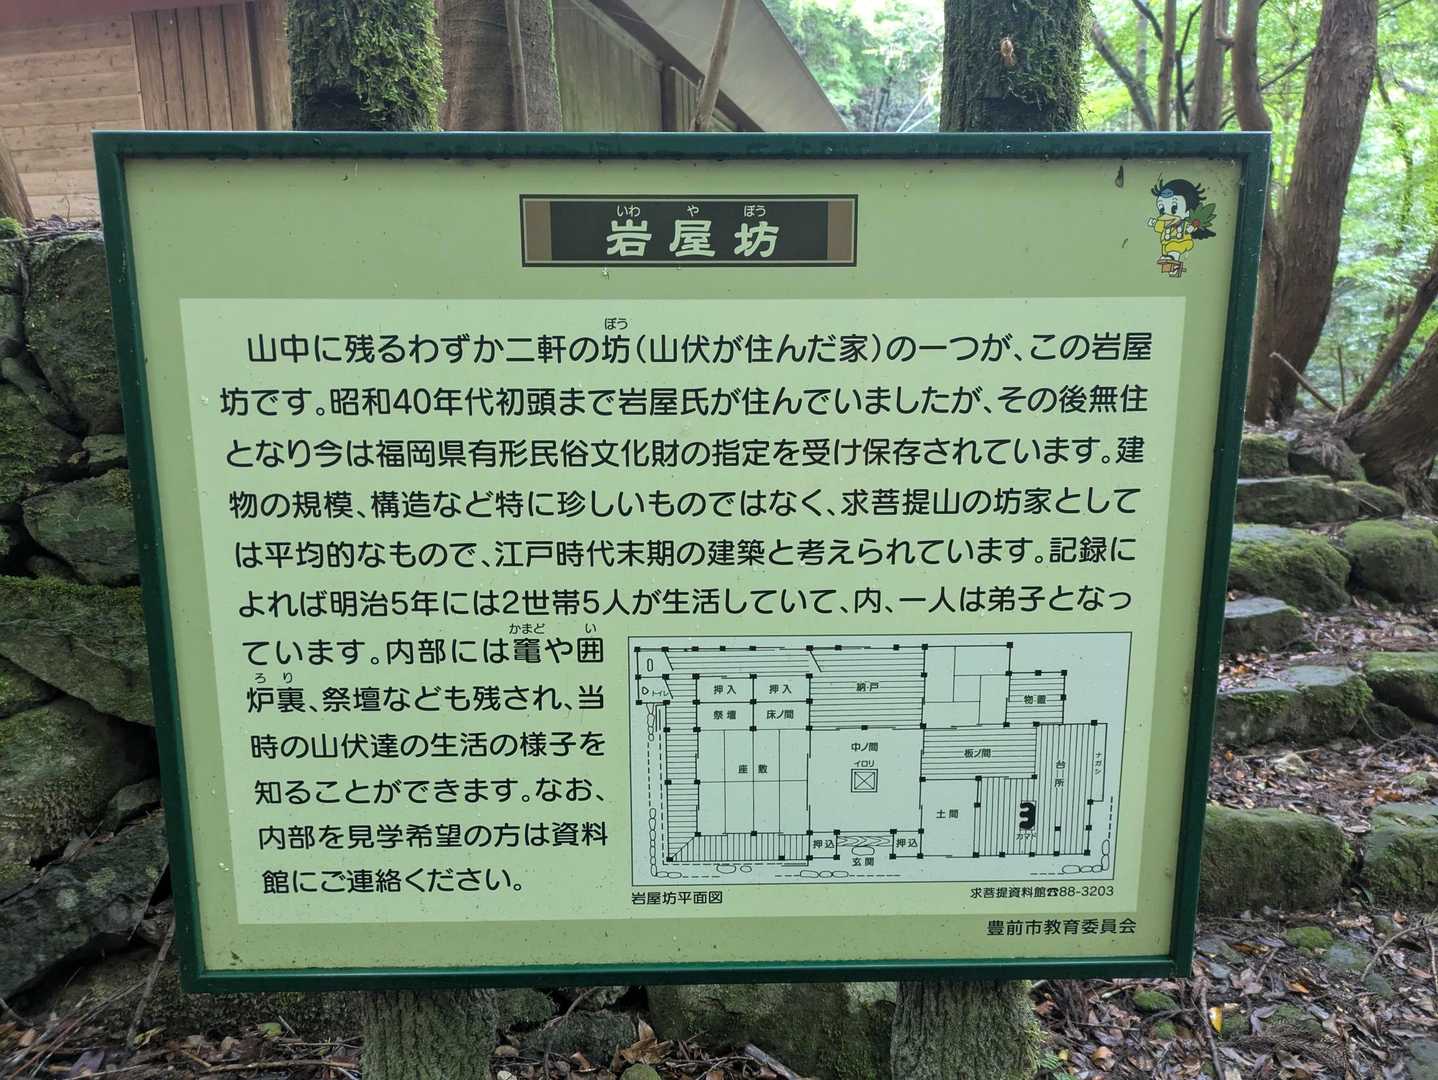 いわ や ぼう
岩屋坊
ぼう
山中に残るわずか二軒の坊(山伏が住んだ家)の一つが、この岩屋
坊です。昭和40年代初頭まで岩屋氏が住んでいましたが、その後無住
となり今は福岡県有形民俗文化財の指定を受け保存されています。建
物の規模、構造など特に珍しいものではなく、求菩提山の坊家として
は平均的なもので、江戸時代末期の建築と考えられています。記録に
よれば明治5年には2世帯5人が生活していて、内、一人は弟子となっ
かまど い
ています。内部には竃や囲
ろり
炉裏、祭壇なども残され、当
時の山伏達の生活の様子を
知ることができます。なお、
内部を見学希望の方は資料
館にご連絡ください。
トイレ
押入
押入
納戸
物置
祭壇
床ノ間
中ノ間
イロリ
座敷
板ノ間
台所
ナガシ
土間
カマド
押込
玄関
押込
岩屋坊平面図
求菩提資料館☎88-3203
豊前市教育委員会